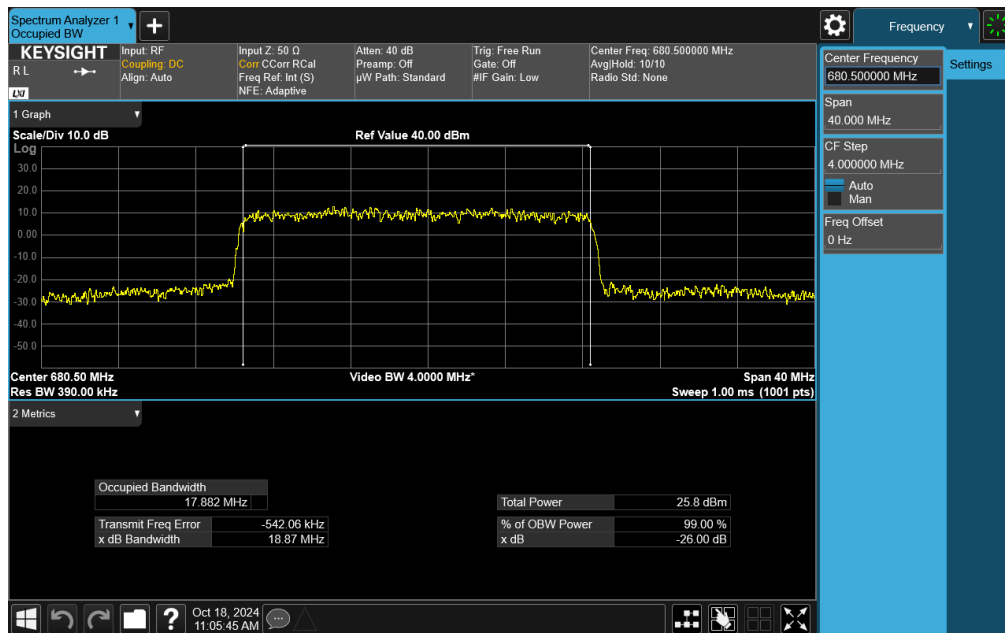 Spectrum Analyzer 1
Occupied BW
Frequency
KEYSIGHT
R L
LXI
Input: RF
Coupling: DC
Align: Auto
Input Z: 50 Ω
Corr CCorr RCal
Freq Ref: Int (S)
NFE: Adaptive
Atten: 40 dB
Preamp: Off
µW Path: Standard
Trig: Free Run
Gate: Off
#IF Gain: Low
Center Freq: 680.500000 MHz
Avg|Hold: 10/10
Radio Std: None
Center Frequency
680.500000 MHz
Settings
Span
40.000 MHz
CF Step
4.000000 MHz
Auto
Man
Freq Offset
0 Hz
1 Graph
Scale/Div 10.0 dB
Ref Value 40.00 dBm
Log
30.0
20.0
10.0
0.00
-10.0
-20.0
-30.0
-40.0
-50.0
Center 680.50 MHz
Video BW 4.0000 MHz*
Span 40 MHz
Res BW 390.00 kHz
Sweep 1.00 ms (1001 pts)
2 Metrics
Occupied Bandwidth
17.882 MHz
Total Power 25.8 dBm
Transmit Freq Error -542.06 kHz
% of OBW Power 99.00 %
x dB Bandwidth 18.87 MHz
x dB -26.00 dB
Oct 18, 2024
11:05:45 AM